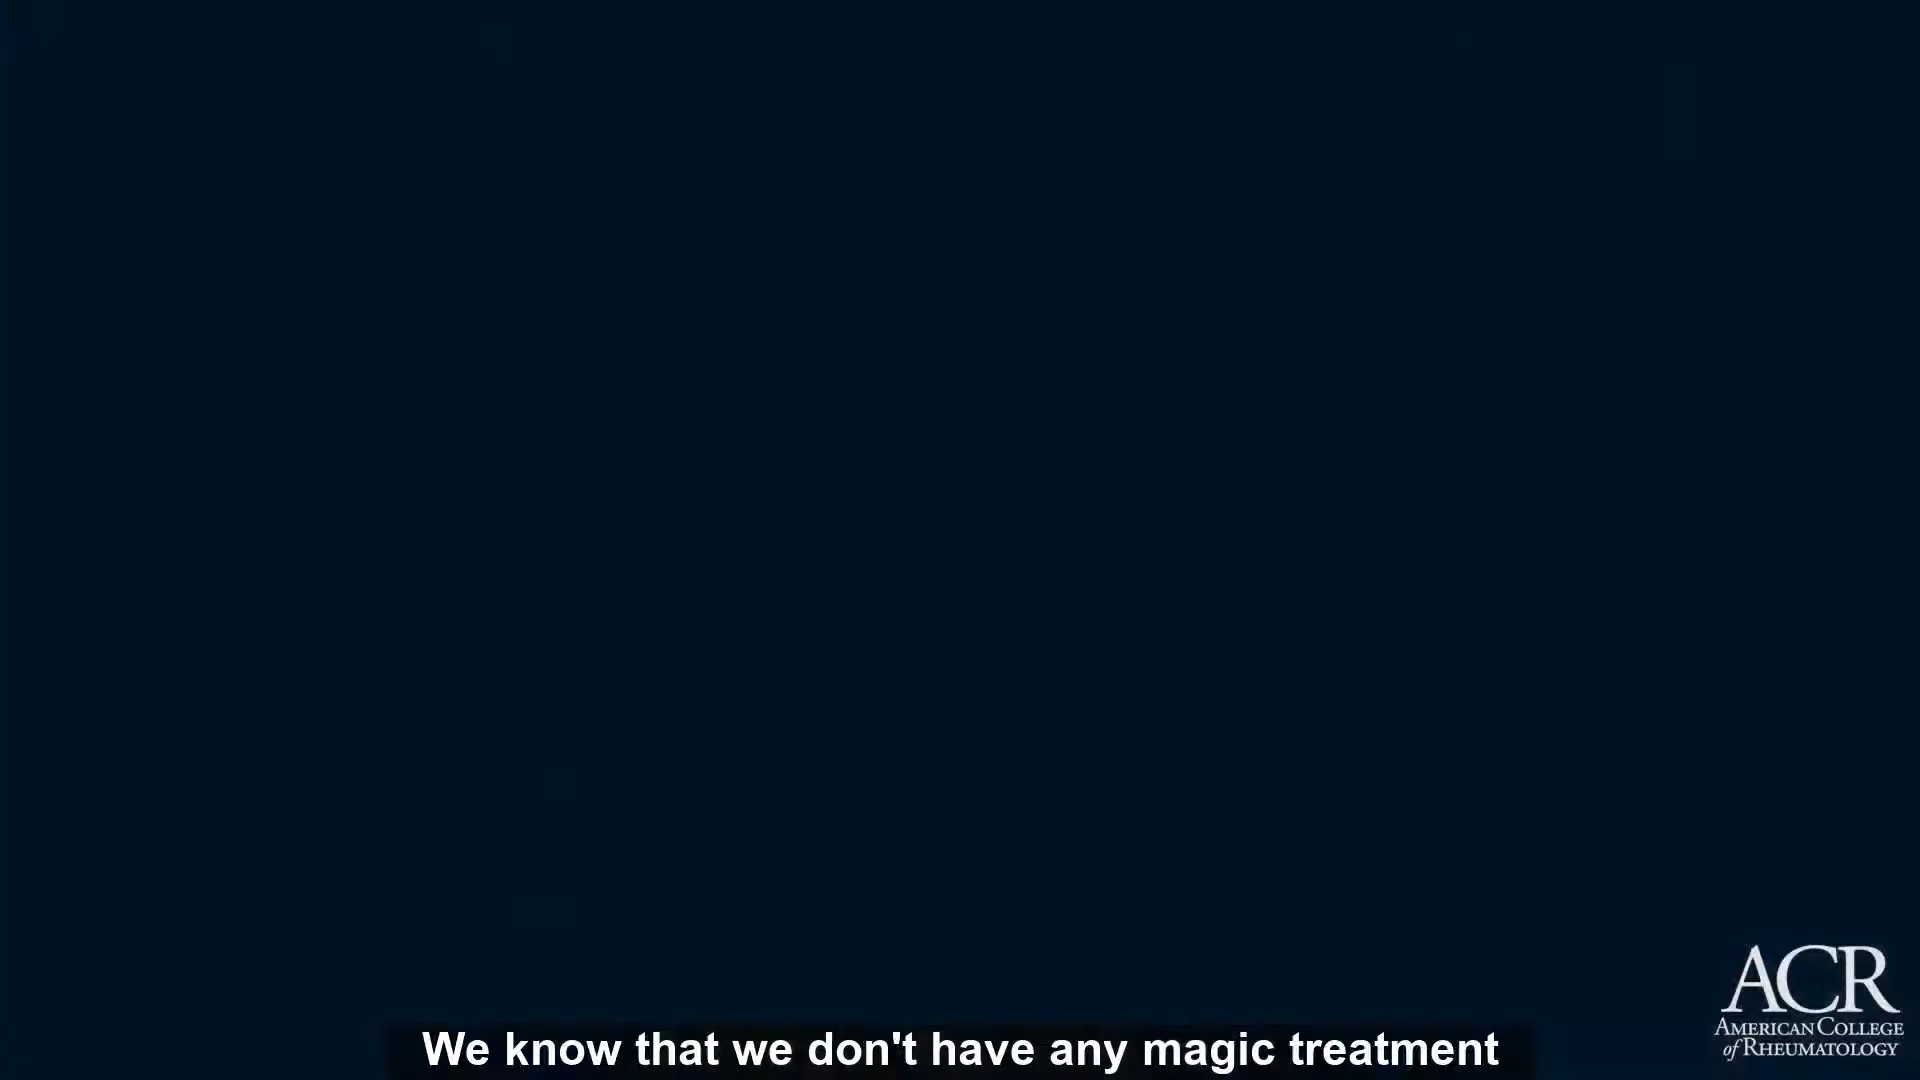 We know that we don't have any magic treatment
ACR
AMERICAN COLLEGE
of RHEUMATOLOGY